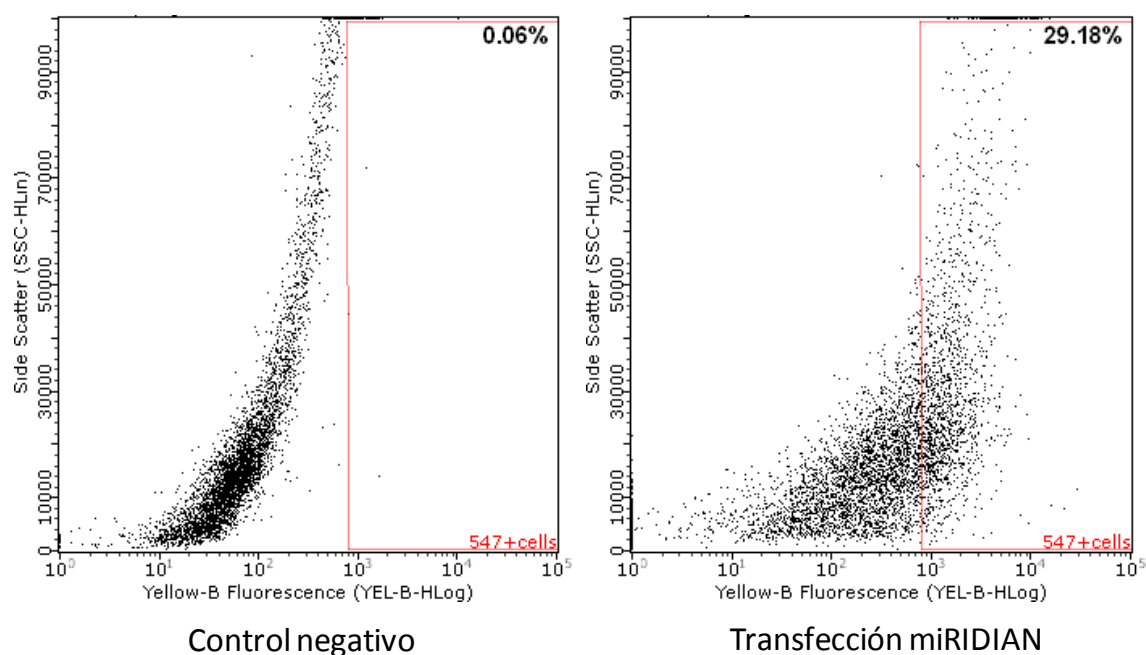 0.06%
Side Scatter (SSC-HLin)
90000
70000
50000
30000
10000
0
547+cells
10^0 10^1 10^2 10^3 10^4 10^5
Yellow-B Fluorescence (YEL-B-HLog)
Control negativo
29.18%
Side Scatter (SSC-HLin)
90000
70000
50000
30000
10000
0
547+cells
10^0 10^1 10^2 10^3 10^4 10^5
Yellow-B Fluorescence (YEL-B-HLog)
Transfección miRIDIAN